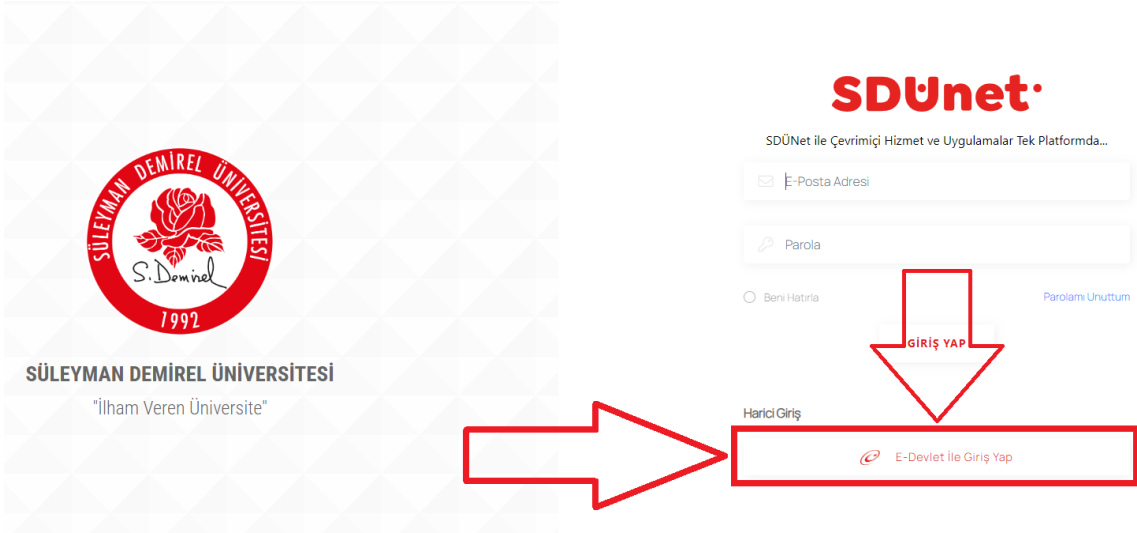 SÜLEYMAN DEMİREL ÜNİVERSİTESİ
S. Demirel
1992
SÜLEYMAN DEMİREL ÜNİVERSİTESİ
"İlham Veren Üniversite"
SDÜnet
SDÜNet ile Çevrimiçi Hizmet ve Uygulamalar Tek Platformda...
E-Posta Adresi
Parola
Beni Hatırla
Parolamı Unuttum
GİRİŞ YAP
Harici Giriş
E-Devlet İle Giriş Yap